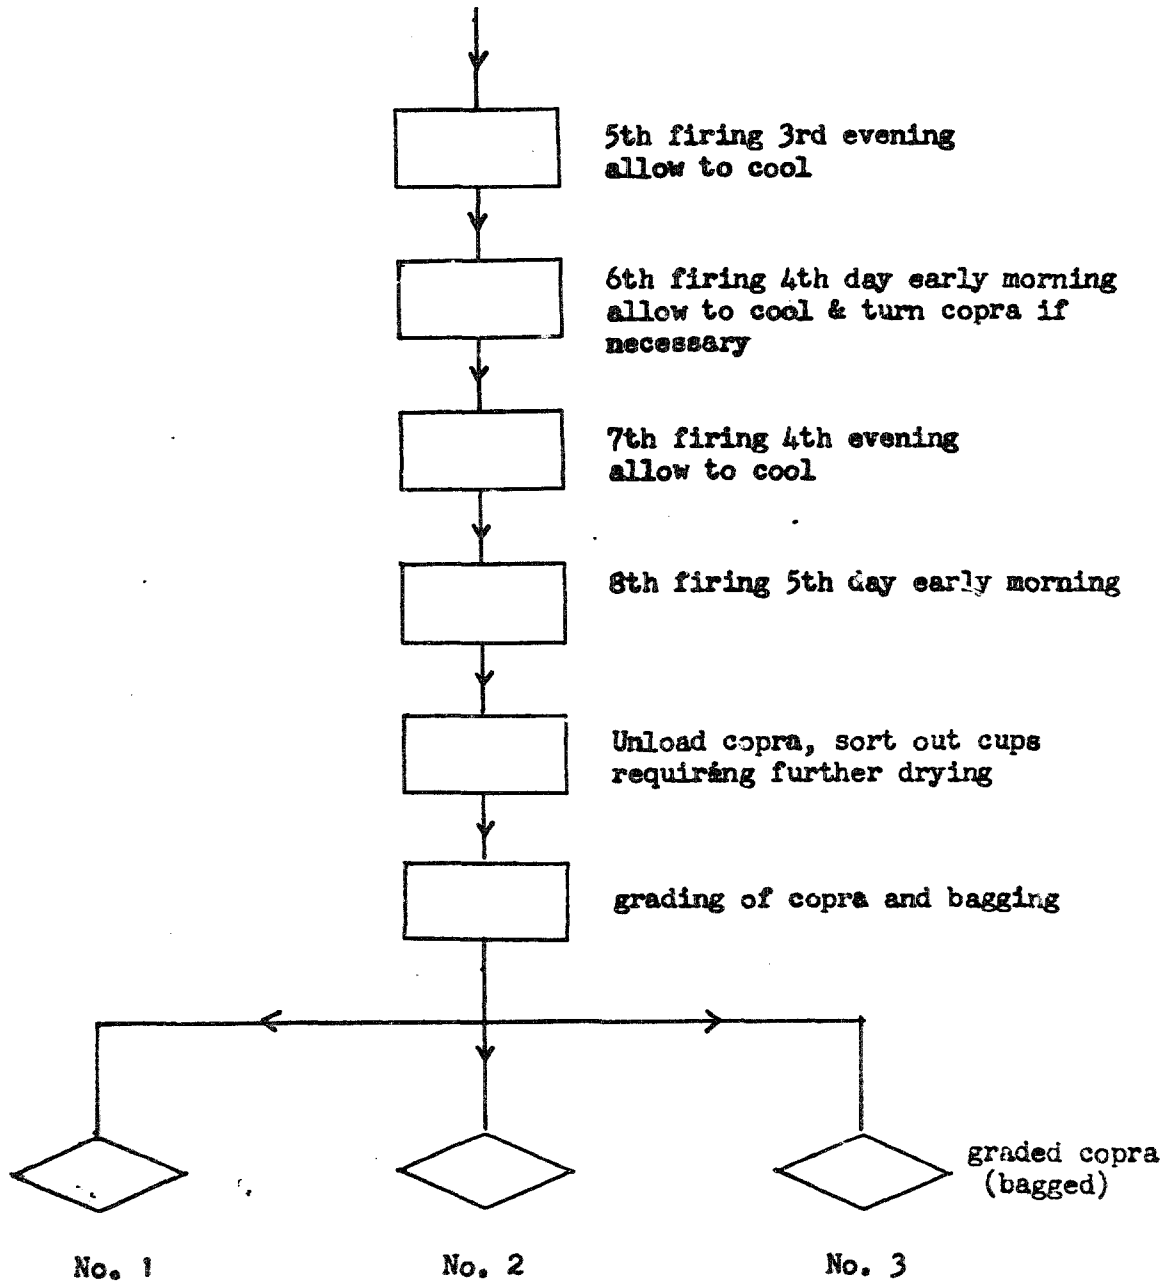 5th firing 3rd evening
allow to cool
6th firing 4th day early morning
allow to cool & turn copra if
necessary
7th firing 4th evening
allow to cool
8th firing 5th day early morning
Unload copra, sort out cups
requiring further drying
grading of copra and bagging
graded copra
(bagged)
No. 1
No. 2
No. 3